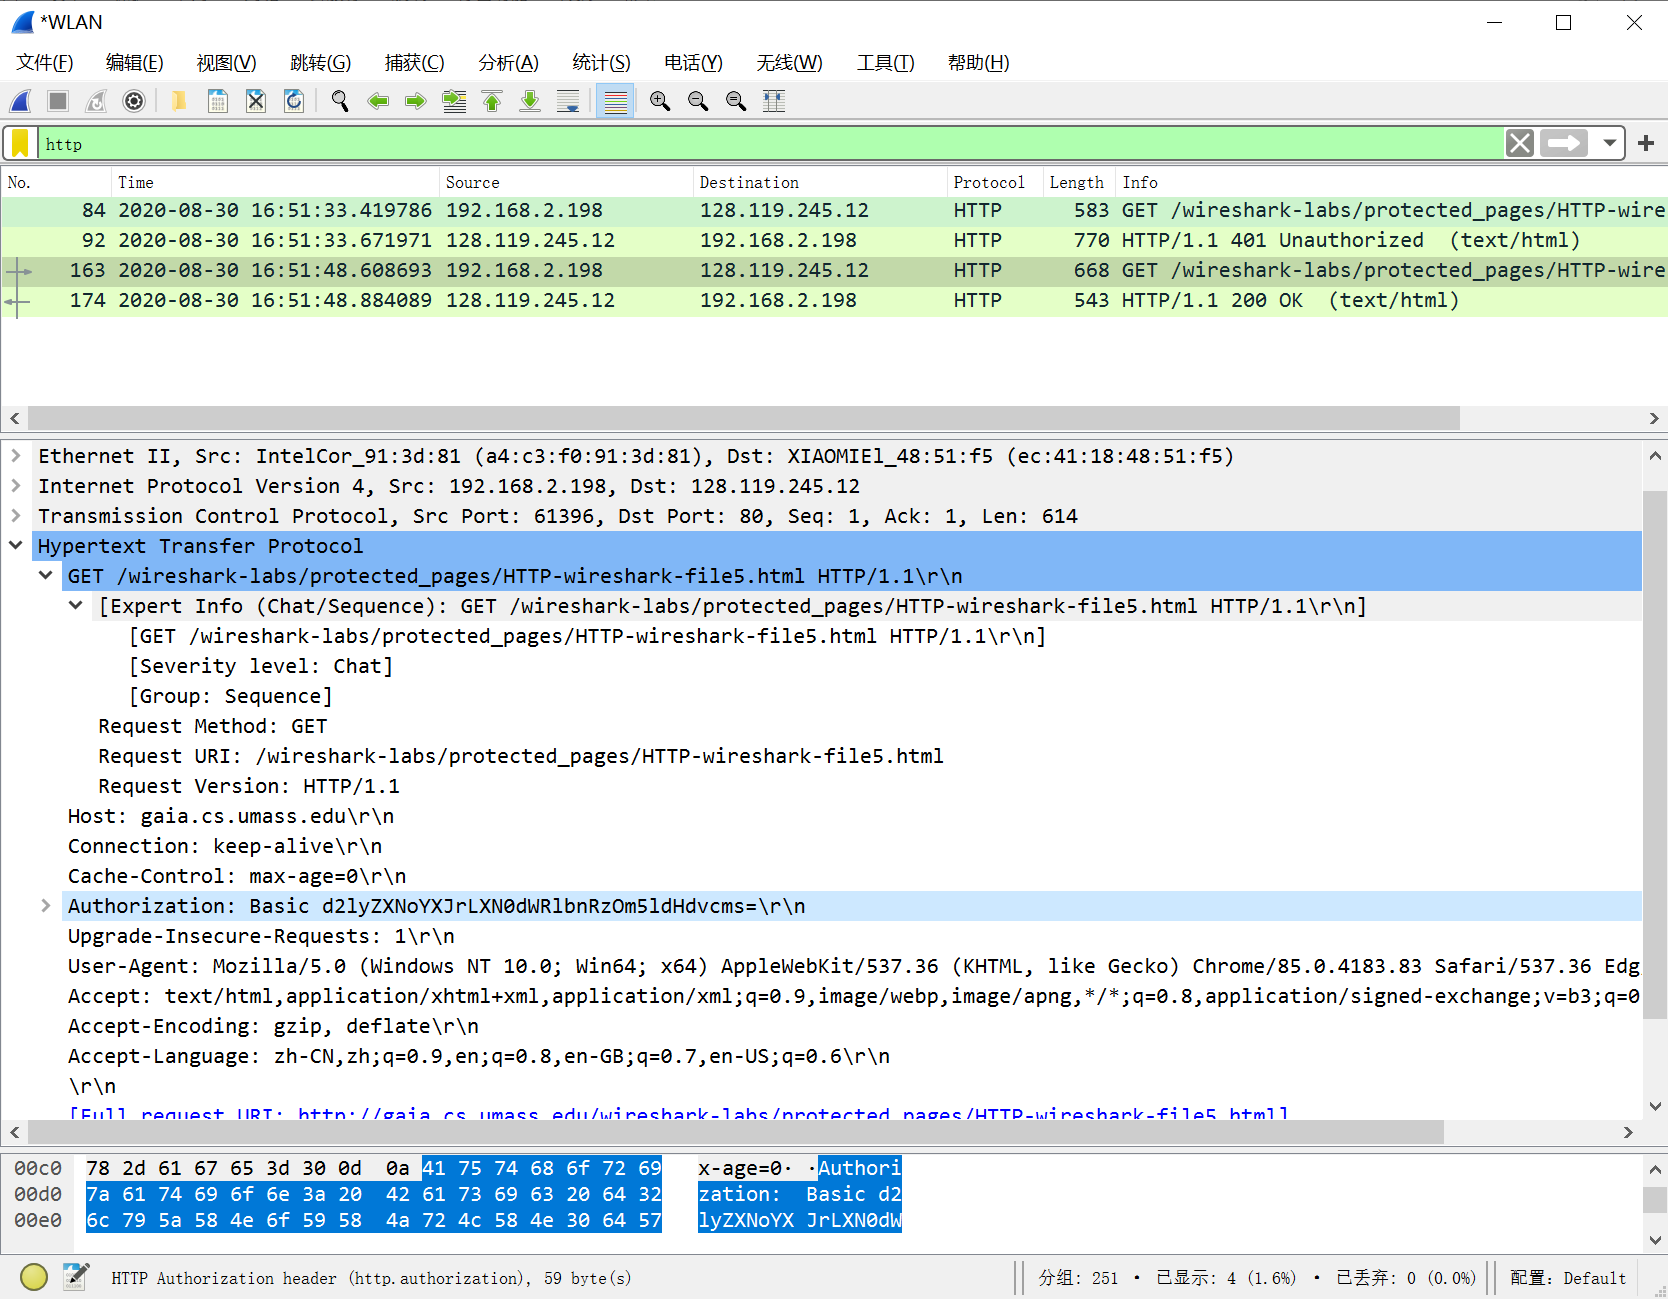 *WLAN
文件(F) 编辑(E) 视图(V) 跳转(G) 捕获(C) 分析(A) 统计(S) 电话(Y) 无线(W) 工具(T) 帮助(H)
http
No. Time Source Destination Protocol Length Info
84 2020-08-30 16:51:33.419786 192.168.2.198 128.119.245.12 HTTP 583 GET /wireshark-labs/protected_pages/HTTP-wire
92 2020-08-30 16:51:33.671971 128.119.245.12 192.168.2.198 HTTP 770 HTTP/1.1 401 Unauthorized (text/html)
163 2020-08-30 16:51:48.608693 192.168.2.198 128.119.245.12 HTTP 668 GET /wireshark-labs/protected_pages/HTTP-wire
174 2020-08-30 16:51:48.884089 128.119.245.12 192.168.2.198 HTTP 543 HTTP/1.1 200 OK (text/html)
Ethernet II, Src: IntelCor_91:3d:81 (a4:c3:f0:91:3d:81), Dst: XIAOMIEl_48:51:f5 (ec:41:18:48:51:f5)
Internet Protocol Version 4, Src: 192.168.2.198, Dst: 128.119.245.12
Transmission Control Protocol, Src Port: 61396, Dst Port: 80, Seq: 1, Ack: 1, Len: 614
Hypertext Transfer Protocol
GET /wireshark-labs/protected_pages/HTTP-wireshark-file5.html HTTP/1.1\r\n
[Expert Info (Chat/Sequence): GET /wireshark-labs/protected_pages/HTTP-wireshark-file5.html HTTP/1.1\r\n]
[GET /wireshark-labs/protected_pages/HTTP-wireshark-file5.html HTTP/1.1\r\n]
[Severity level: Chat]
[Group: Sequence]
Request Method: GET
Request URI: /wireshark-labs/protected_pages/HTTP-wireshark-file5.html
Request Version: HTTP/1.1
Host: gaia.cs.umass.edu\r\n
Connection: keep-alive\r\n
Cache-Control: max-age=0\r\n
Authorization: Basic d2lyZXNoYXJrLXN0dWRlbnRzOm5ldHdvcms=\r\n
Upgrade-Insecure-Requests: 1\r\n
User-Agent: Mozilla/5.0 (Windows NT 10.0; Win64; x64) AppleWebKit/537.36 (KHTML, like Gecko) Chrome/85.0.4183.83 Safari/537.36 Edg
Accept: text/html,application/xhtml+xml,application/xml;q=0.9,image/webp,image/apng,*/*;q=0.8,application/signed-exchange;v=b3;q=0
Accept-Encoding: gzip, deflate\r\n
Accept-Language: zh-CN,zh;q=0.9,en;q=0.8,en-GB;q=0.7,en-US;q=0.6\r\n
\r\n
[Full request URI: http://gaia.cs.umass.edu/wireshark-labs/protected_pages/HTTP-wireshark-file5.html]
00c0 78 2d 61 67 65 3d 30 0d 0a 41 75 74 68 6f 72 69 x-age=0· ·Authori
00d0 7a 61 74 69 6f 6e 3a 20 42 61 73 69 63 20 64 32 zation: Basic d2
00e0 6c 79 5a 58 4e 6f 59 58 4a 72 4c 58 4e 30 64 57 lyZXNoYX JrLXN0dW
HTTP Authorization header (http.authorization), 59 byte(s) 分组: 251 · 已显示: 4 (1.6%) · 已丢弃: 0 (0.0%) 配置: Default